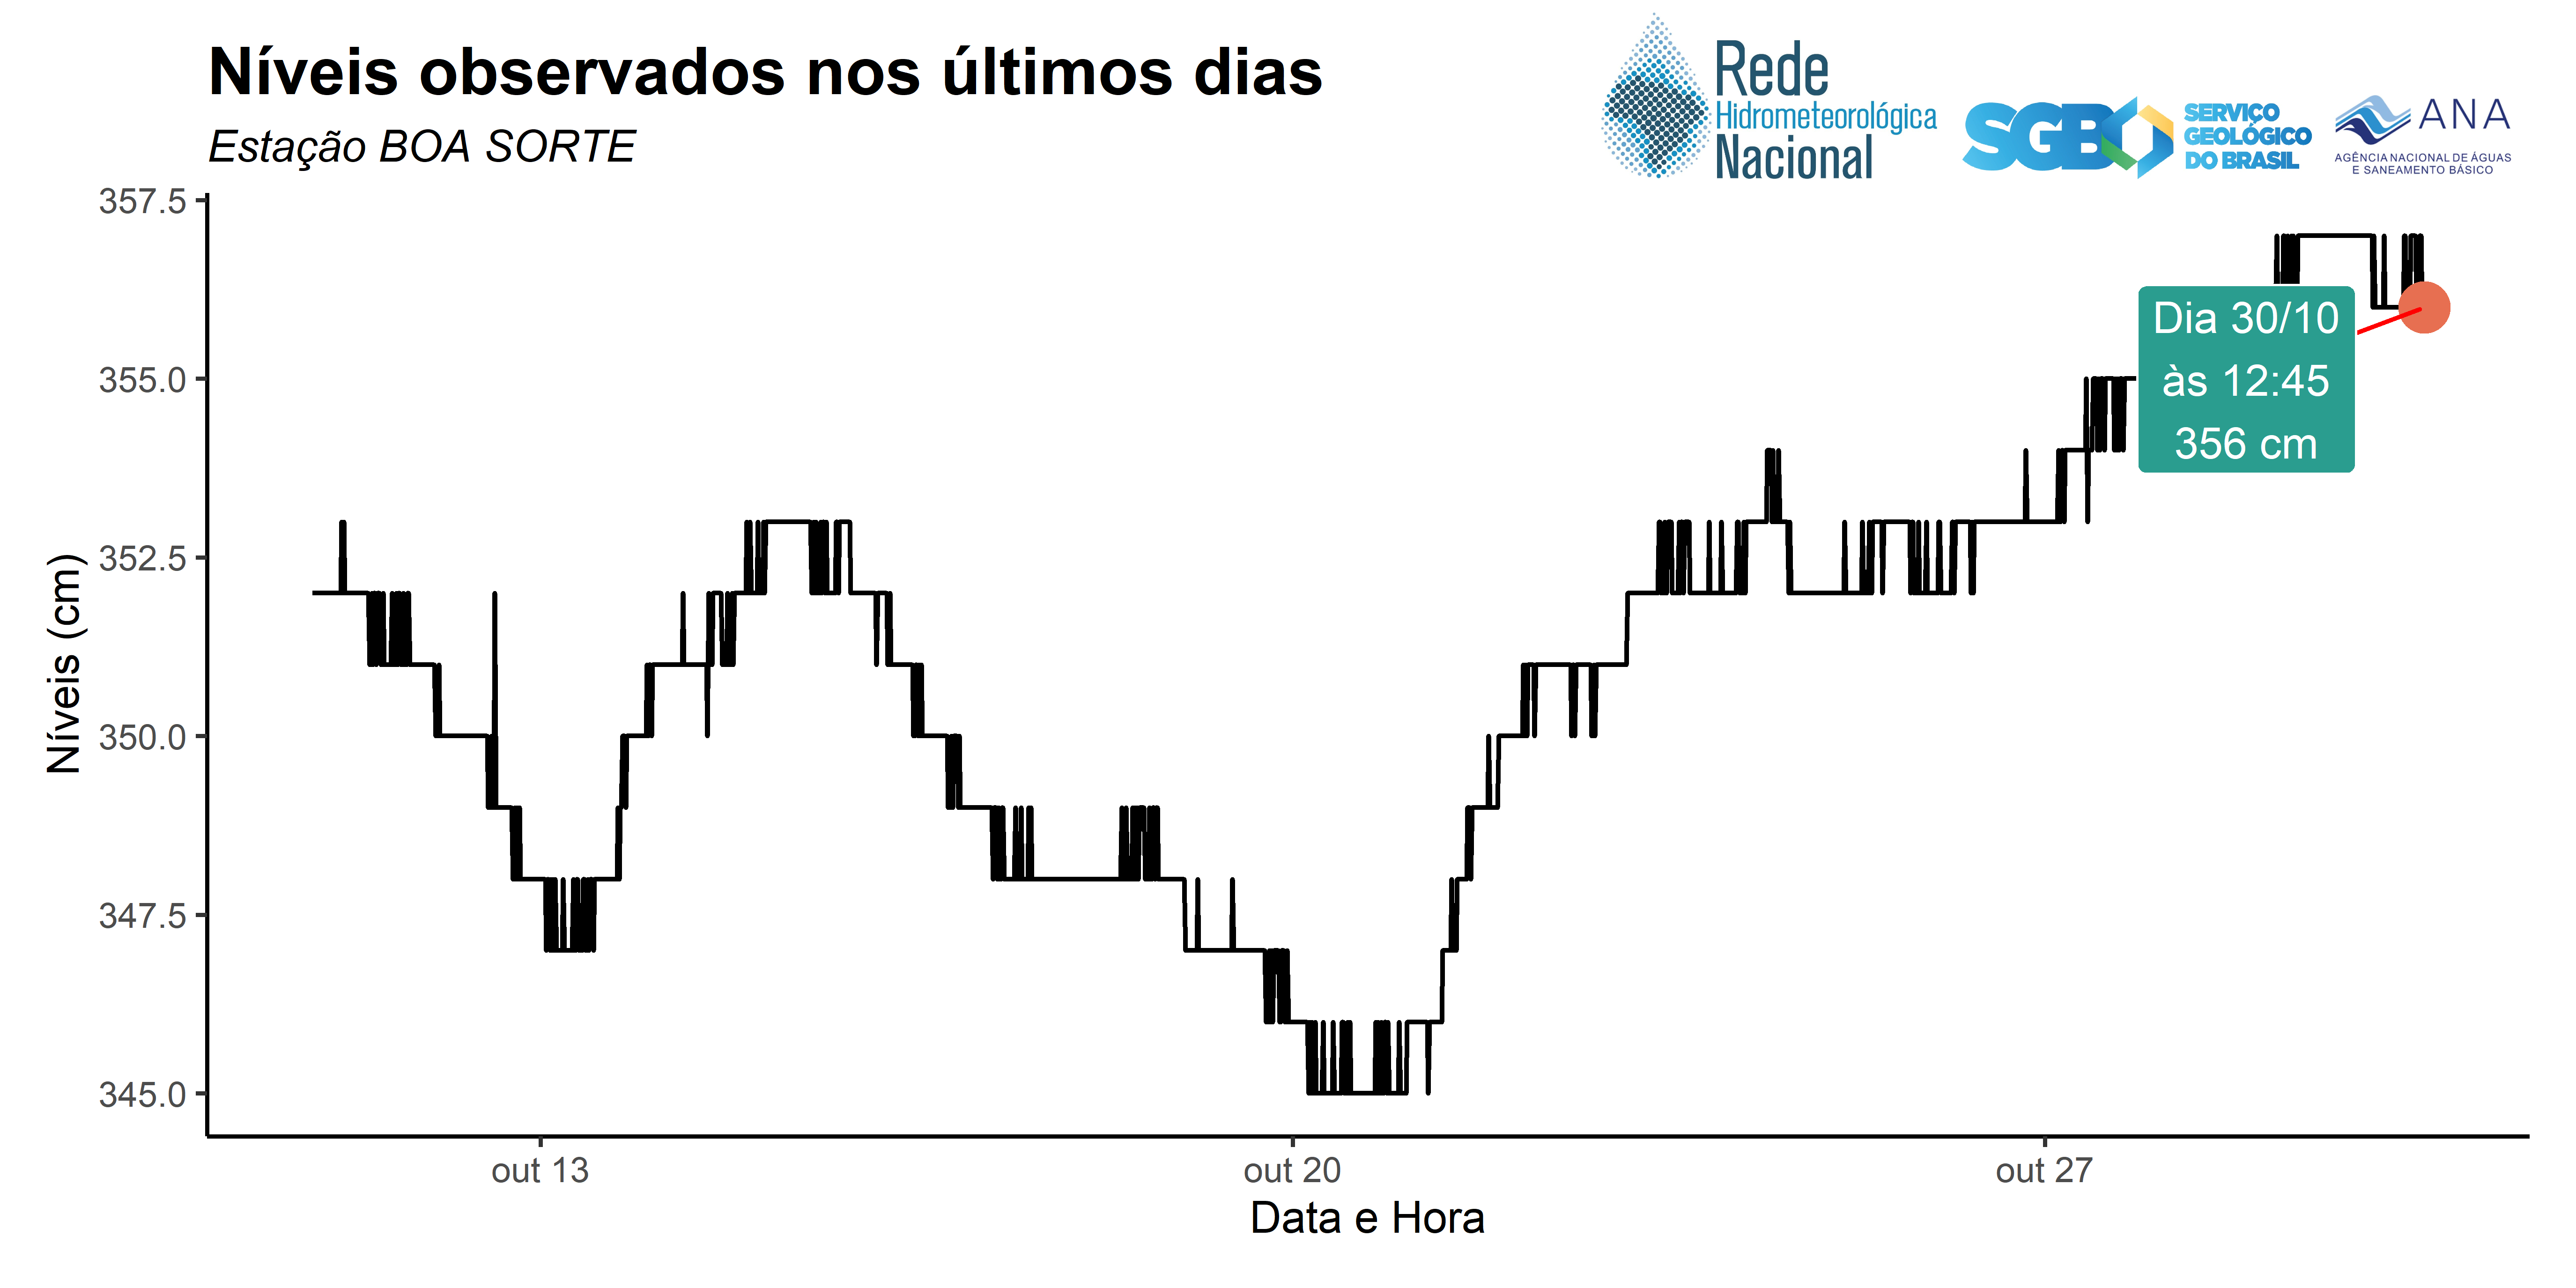 Níveis observados nos últimos dias
Estação BOA SORTE
Rede
Hidrometeorológica
Nacional
SGB
SERVIÇO
GEOLÓGICO
DO BRASIL
ANA
AGÊNCIA NACIONAL DE ÁGUAS
E SANEAMENTO BÁSICO
357.5
355.0
352.5
350.0
347.5
345.0
Níveis (cm)
Dia 30/10
às 12:45
356 cm
out 13
out 20
out 27
Data e Hora